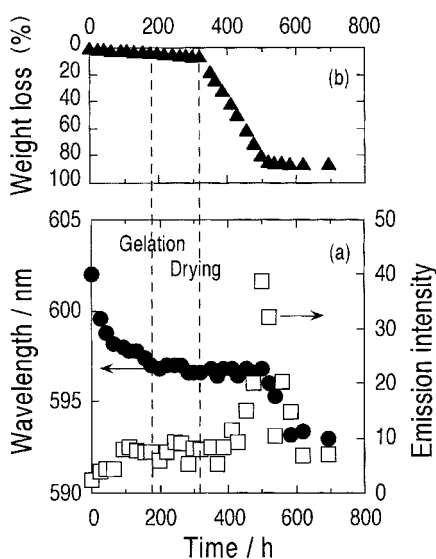 0 200 400 600 800
Weight loss (%)
0
20
40
60
80
100
(b)
605
600
595
590
Wavelength / nm
Gelation
Drying
(a)
50
40
30
20
10
0
Emission intensity
0 200 400 600 800
Time / h